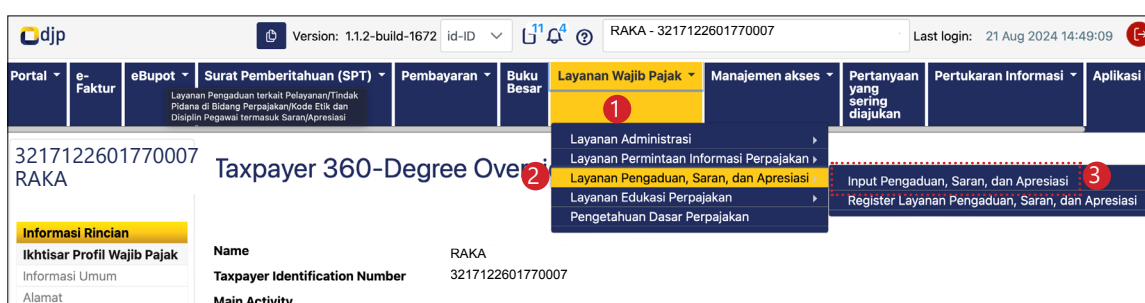 djp
Version: 1.1.2-build-1672
id-ID
11
4
RAKA - 3217122601770007
Last login: 21 Aug 2024 14:49:09
Portal
e-Faktur
eBupot
Surat Pemberitahuan (SPT)
Pembayaran
Buku Besar
Layanan Wajib Pajak
Manajemen akses
Pertanyaan yang sering diajukan
Pertukaran Informasi
Aplikasi
Layanan Pengaduan terkait Pelayanan/Tindak
Pidana di Bidang Perpajakan/Kode Etik dan
Disiplin Pegawai termasuk Saran/Apresiasi
1
Layanan Administrasi
Layanan Permintaan Informasi Perpajakan
2
Layanan Pengaduan, Saran, dan Apresiasi
Layanan Edukasi Perpajakan
Pengetahuan Dasar Perpajakan
Input Pengaduan, Saran, dan Apresiasi
3
Register Layanan Pengaduan, Saran, dan Apresiasi
3217122601770007
RAKA
Taxpayer 360-Degree Overvi
Informasi Rincian
Ikhtisar Profil Wajib Pajak
Informasi Umum
Alamat
Name
RAKA
Taxpayer Identification Number
3217122601770007
Main Activity